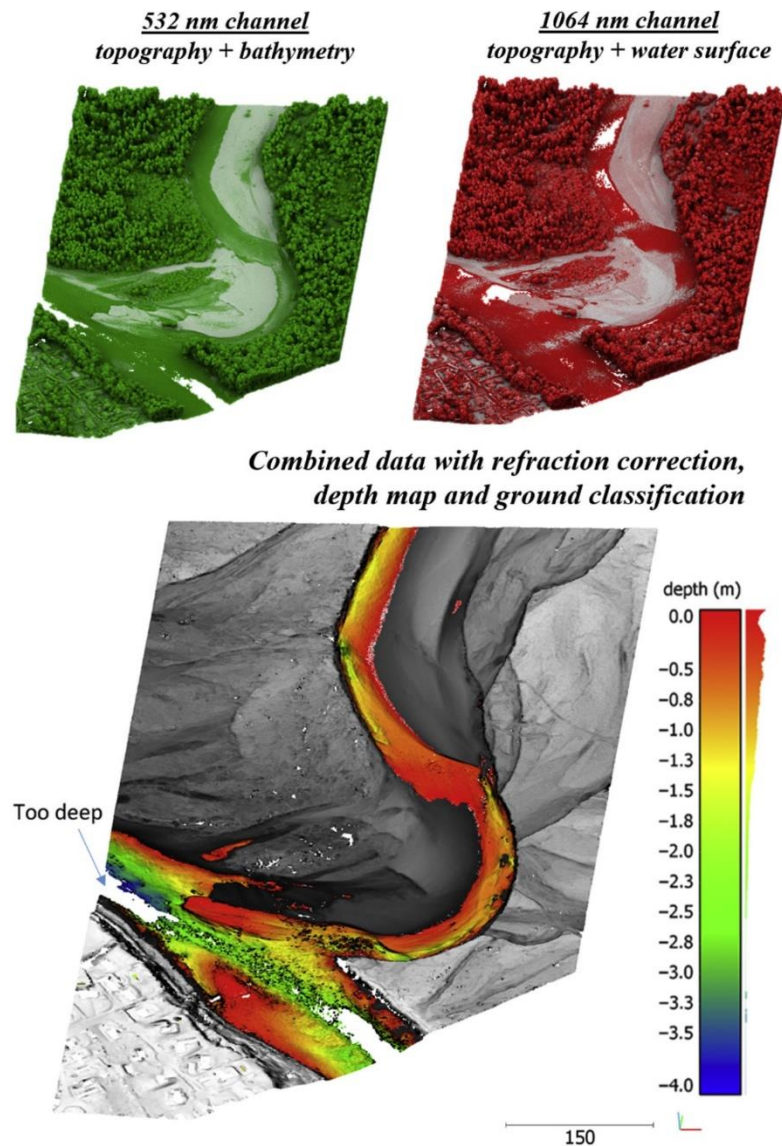 532 nm channel
topography + bathymetry
1064 nm channel
topography + water surface
Combined data with refraction correction,
depth map and ground classification
depth (m)
0.0
−0.5
−0.8
−1.0
−1.3
−1.5
−1.8
−2.0
−2.3
−2.5
−2.8
−3.0
−3.3
−3.5
−4.0
Too deep
150